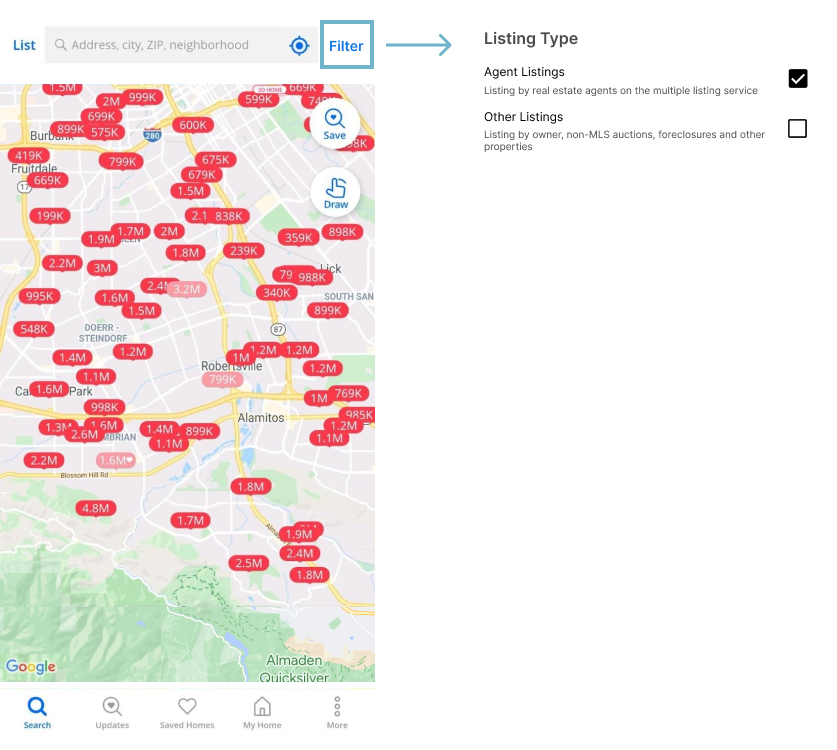 List
Address, city, ZIP, neighborhood
Filter
Listing Type
Agent Listings
Listing by real estate agents on the multiple listing service
Other Listings
Listing by owner, non-MLS auctions, foreclosures and other
properties
1.5M
3D HOME
669K
2M
999K
599K
699K
600K
Save
899K
575K
280
419K
799K
675K
Fruitdale
669K
679K
17
1.5M
Draw
199K
2.1
838K
1.9M
1.7M
2M
359K
898K
1.8M
239K
2.2M
3M
988K
Lick
995K
1.6M
3.2M
340K
SOUTH SAN
1.5M
899K
548K
DOERR -
STEINDORF
87
1.4M
1.2M
1M
1.2M
1.2M
Robertsville
1.2M
1.1M
799K
1.6M
Park
1M
769K
998K
985K
Alamitos
1.3M
1.6M
2.6M
1.4M
899K
1.2M
1.1M
1.1M
2.2M
1.6M
Blossom Hill Rd
1.8M
4.8M
1.7M
1.9M
2.4M
2.5M
1.8M
Google
Almaden
Quicksilver
Search
Updates
Saved Homes
My Home
More